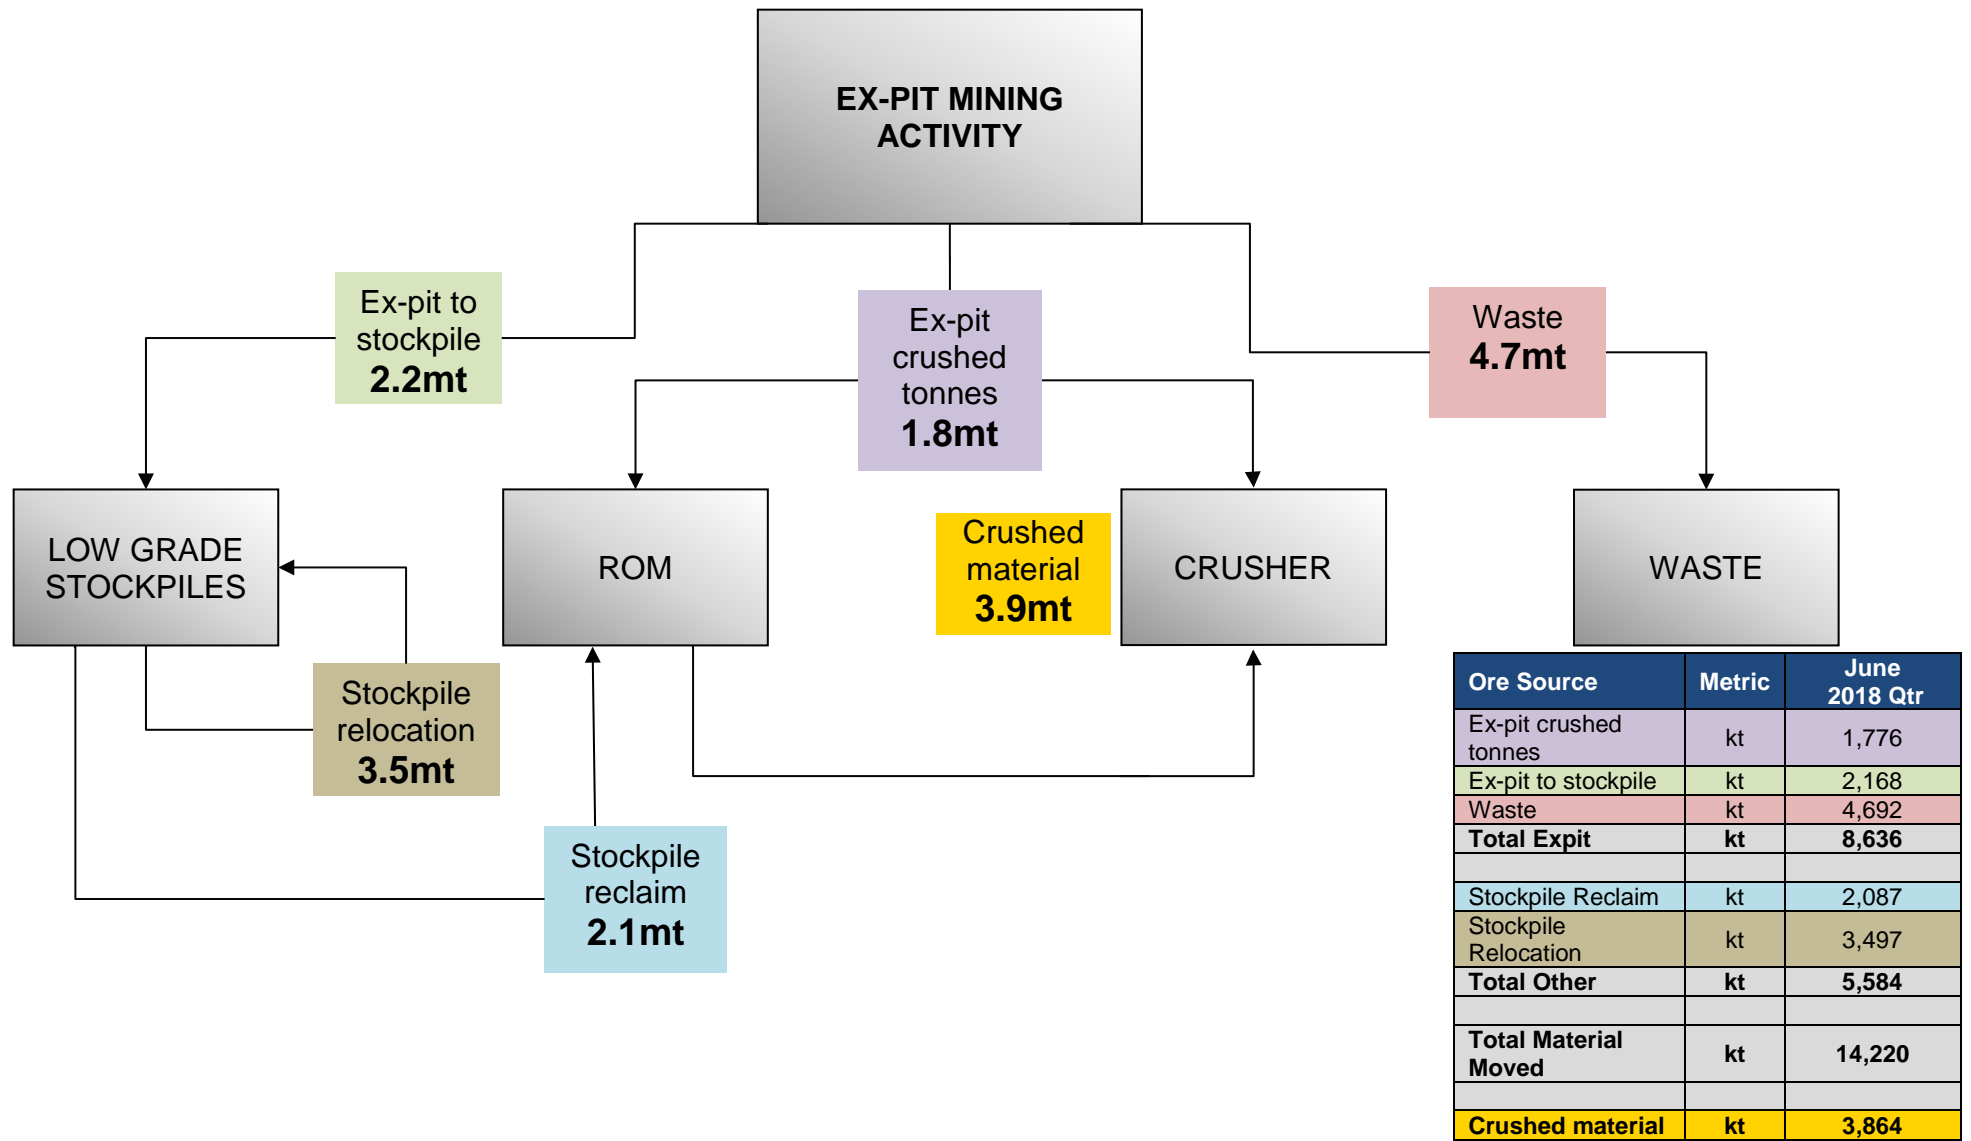 EX-PIT MINING
ACTIVITY
Ex-pit to
stockpile
2.2mt
Ex-pit
crushed
tonnes
1.8mt
Waste
4.7mt
LOW GRADE
STOCKPILES
ROM
Crushed
material
3.9mt
CRUSHER
WASTE
Stockpile
relocation
3.5mt
Stockpile
reclaim
2.1mt
Ore Source Metric June
2018 Qtr
Ex-pit crushed
tonnes kt 1,776
Ex-pit to stockpile kt 2,168
Waste kt 4,692
Total Expit kt 8,636
Stockpile Reclaim kt 2,087
Stockpile
Relocation kt 3,497
Total Other kt 5,584
Total Material
Moved kt 14,220
Crushed material kt 3,864